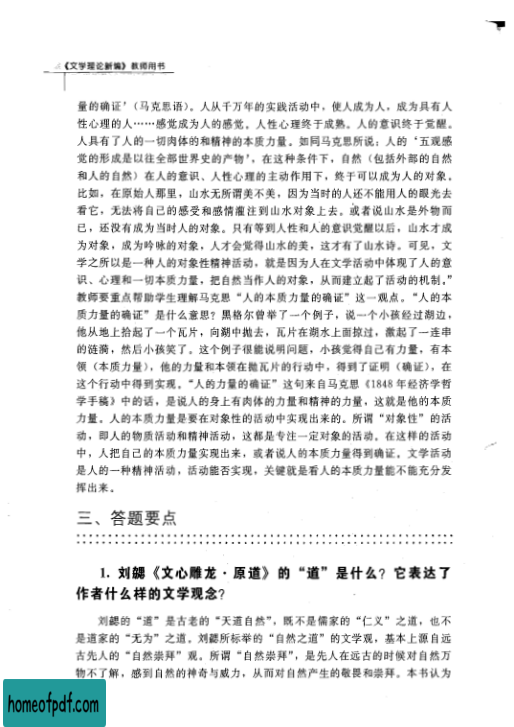 《文学理论新编》教师用书
量的确证’（马克思语）。人从千万年的实践活动中，使人成为人，成为具有人
性心理的人……感觉成为人的感觉。人性心理终于成熟。人的意识终于觉醒。
人具有了人的一切肉体的和精神的本质力量。如同马克思所说：人的‘五观感
觉的形成是以往全部世界史的产物’，在这种条件下，自然（包括外部的自然
和人的自然）在人的意识、人性心理的主动作用下，终于可以成为人的对象。
比如，在原始人那里，山水无所谓美不美，因为当时的人还不能用人的眼光去
看它，无法将自己的感受和感情灌注到山水对象上去。或者说山水是外物而
已，还没有成为当时人的对象。只有等到人性和人的意识觉醒以后，山水才成
为对象，成为吟咏的对象，人才会觉得山水的美，这才有了山水诗。可见，文
学之所以是一种人的对象性精神活动，就是因为人在文学活动中体现了人的意
识、心理和一切本质力量，把自然当作人的对象，从而建立起了活动的机制。”
教师要重点帮助学生理解马克思“人的本质力量的确证”这一观点。“人的本
质力量的确证”是什么意思？黑格尔曾举了一个例子，说一个小孩经过湖边，
他从地上拾起了一个瓦片，向湖中抛去，瓦片在湖水上面掠过，激起了一连串
的涟漪，然后小孩笑了。这个例子很能说明问题，小孩觉得自己有力量，有本
领（本质力量），他的力量和本领在抛瓦片的行动中，得到了证明（确证），在
这个行动中得到实现。“人的力量的确证”这句来自马克思《1848年经济学哲
学手稿》中的话，是说人的身上有肉体的力量和精神的力量，这就是他的本质
力量。人的本质力量是要在对象性的活动中实现出来的。所谓“对象性”的活
动，即人的物质活动和精神活动，这都是专注一定对象的活动。在这样的活动
中，人把自己的本质力量实现出来，或者说人的本质力量得到确证。文学活动
是人的一种精神活动，活动能否实现，关键就是看人的本质力量能不能充分发
挥出来。
三、答题要点
1. 刘勰《文心雕龙·原道》的“道”是什么？它表达了
作者什么样的文学观念？
刘勰的“道”是古老的“天道自然”，既不是儒家的“仁义”之道，也不
是道家的“无为”之道。刘勰所标举的“自然之道”的文学观，基本上源自远
古先人的“自然崇拜”观。所谓“自然崇拜”，是先人在远古的时候对自然万
物不了解，感到自然的神奇与威力，从而对自然产生的敬畏和崇拜。本书认为
homeofpdf.com